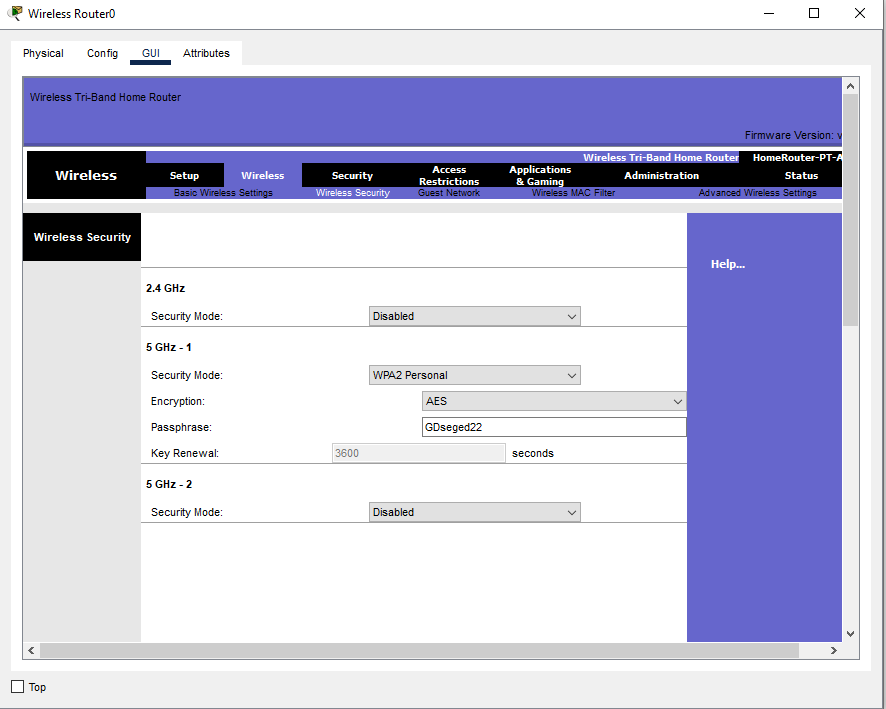 Wireless Router0
Physical Config GUI Attributes
Wireless Tri-Band Home Router
Firmware Version: v
Wireless Tri-Band Home Router HomeRouter-PT-A
Wireless
Setup Wireless Security Access Restrictions Applications & Gaming Administration Status
Basic Wireless Settings Wireless Security Guest Network Wireless MAC Filter Advanced Wireless Settings
Wireless Security
Help...
2.4 GHz
Security Mode: Disabled
5 GHz - 1
Security Mode: WPA2 Personal
Encryption: AES
Passphrase: GDseged22
Key Renewal: 3600 seconds
5 GHz - 2
Security Mode: Disabled
Top